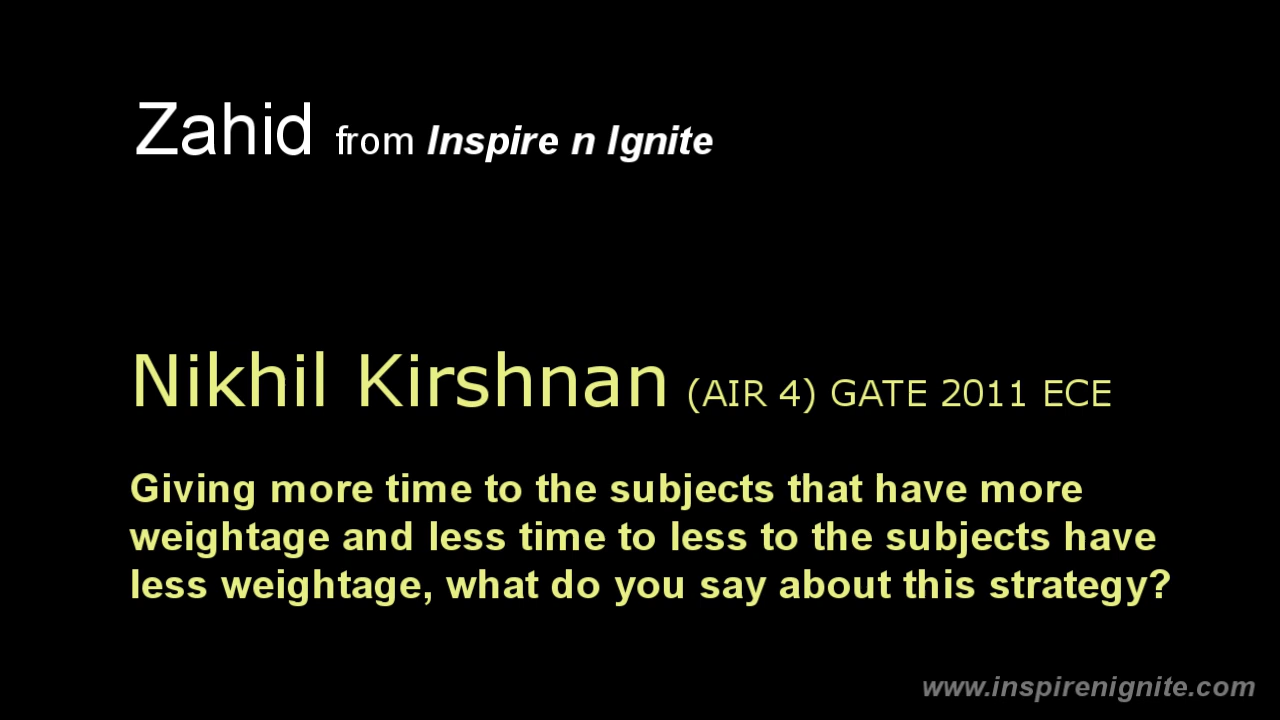 Zahid from Inspire n Ignite
Nikhil Kirshnan (AIR 4) GATE 2011 ECE
Giving more time to the subjects that have more
weightage and less time to less to the subjects have
less weightage, what do you say about this strategy?
www.inspirenignite.com